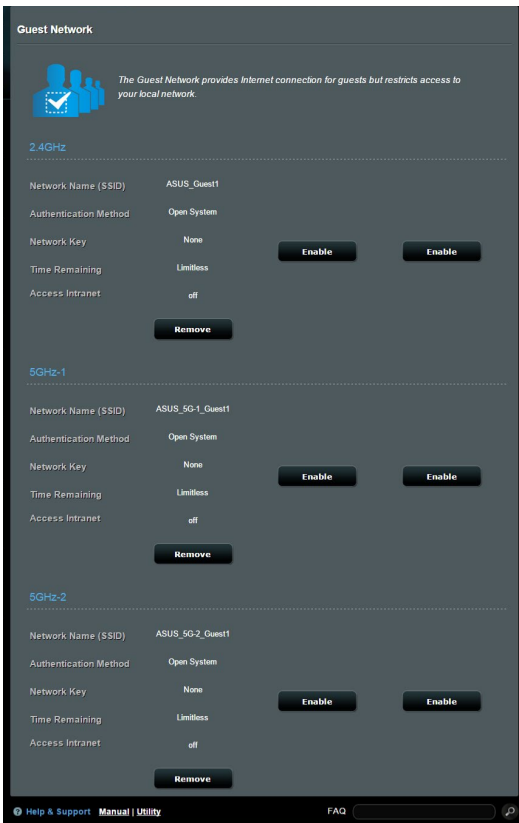 Guest Network
The Guest Network provides Internet connection for guests but restricts access to
your local network.
2.4GHz
Network Name (SSID) ASUS_Guest1
Authentication Method Open System
Network Key None
Enable Enable
Time Remaining Limitless
Access Intranet off
Remove
5GHz-1
Network Name (SSID) ASUS_5G-1_Guest1
Authentication Method Open System
Network Key None
Enable Enable
Time Remaining Limitless
Access Intranet off
Remove
5GHz-2
Network Name (SSID) ASUS_5G-2_Guest1
Authentication Method Open System
Network Key None
Enable Enable
Time Remaining Limitless
Access Intranet off
Remove
Help & Support Manual | Utility FAQ